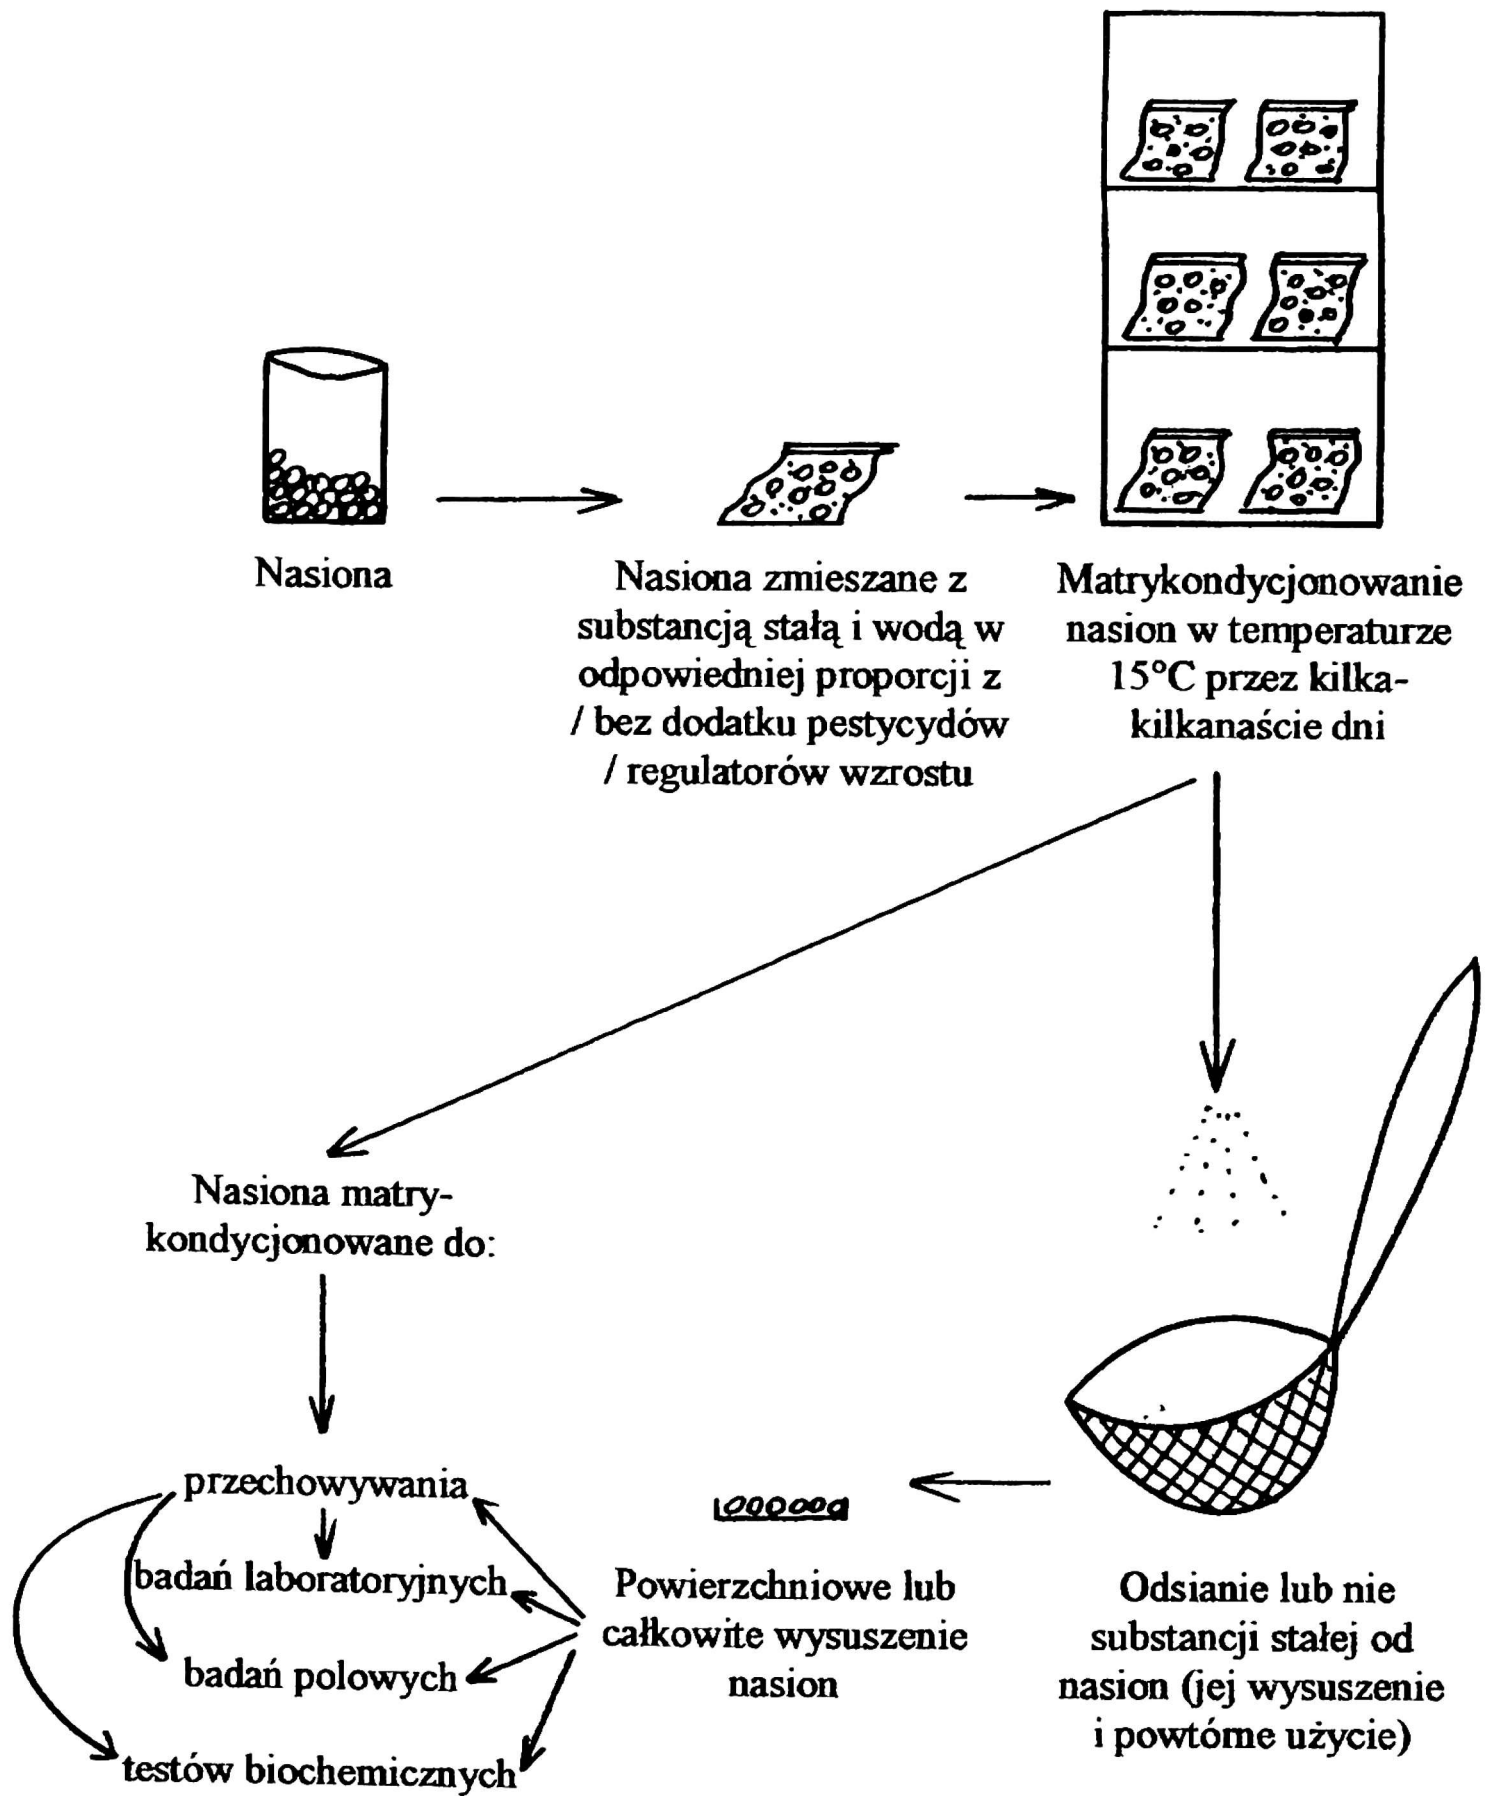 Nasiona
Nasiona zmieszane z
substancją stałą i wodą w
odpowiedniej proporcji z
/ bez dodatku pestycydów
/ regulatorów wzrostu
Matrykondycjonowanie
nasion w temperaturze
15°C przez kilka-
kilkanaście dni
Nasiona matry-
kondycjonowane do:
przechowywania
badań laboratoryjnych
badań polowych
testów biochemicznych
Powierzchniowe lub
całkowite wysuszenie
nasion
Odsianie lub nie
substancji stałej od
nasion (jej wysuszenie
i powtórne użycie)